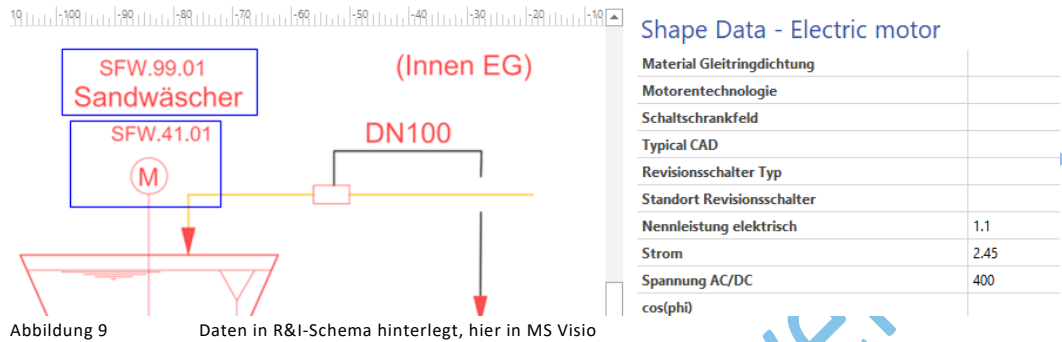 10 -100 -90 -80 -70 -60 -50 -40 -30 -20 -10
SFW.99.01
Sandwäscher
(Innen EG)
SFW.41.01
DN100
M
Shape Data - Electric motor
Material Gleitringdichtung
Motorentechnologie
Schaltschrankfeld
Typical CAD
Revisionsschalter Typ
Standort Revisionsschalter
Nennleistung elektrisch 1.1
Strom 2.45
Spannung AC/DC 400
cos(phi)
Abbildung 9 Daten in R&I-Schema hinterlegt, hier in MS Visio